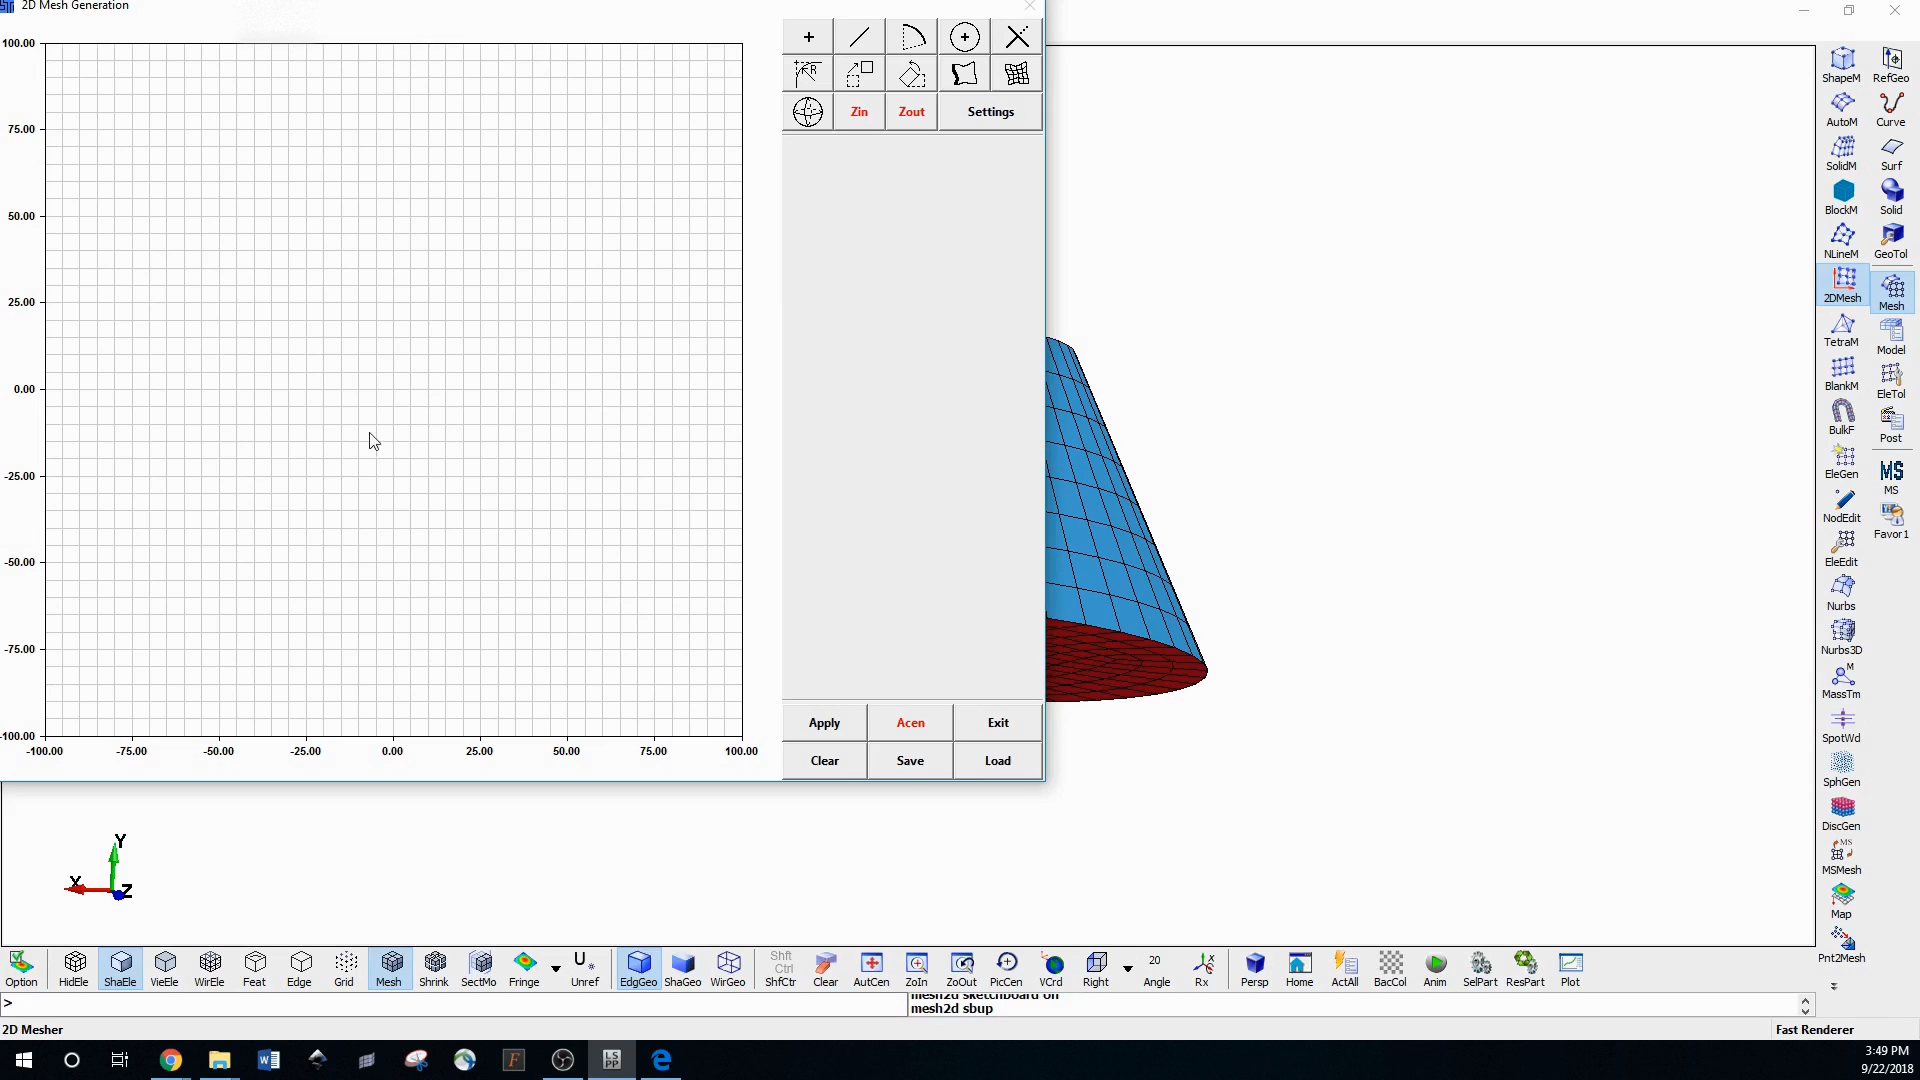 2D Mesh Generation
100.00
75.00
50.00
25.00
0.00
-25.00
-50.00
-75.00
-100.00
-100.00 -75.00 -50.00 -25.00 0.00 25.00 50.00 75.00 100.00
R
Zin Zout Settings
Apply Acen Exit
Clear Save Load
ShapeM RefGeo
AutoM Curve
SolidM Surf
BlockM Solid
NLineM GeoTol
2DMesh Mesh
TetraM Model
BlankM EleTol
BulkF Post
EleGen MS
MS
NodEdit Favor1
EleEdit
Nurbs
Nurbs3D
M
MassTm
SpotWd
SphGen
DiscGen
MS
MSMesh
Map
Pnt2Mesh
Y
X
Z
Option HidEle ShaEle VieEle WirEle Feat Edge Grid Mesh Shrink SectMo Fringe U Unref EdgGeo ShaGeo WirGeo Shft Ctrl ShfCtr Clear AutCen ZoIn ZoOut PicCen VCrd Right 20 Angle Rx Persp Home ActAll BacCol Anim SelPart ResPart Plot
>
mesh2d sketchboard on
mesh2d sbup
2D Mesher
Fast Renderer
LS
PP
3:49 PM
9/22/2018